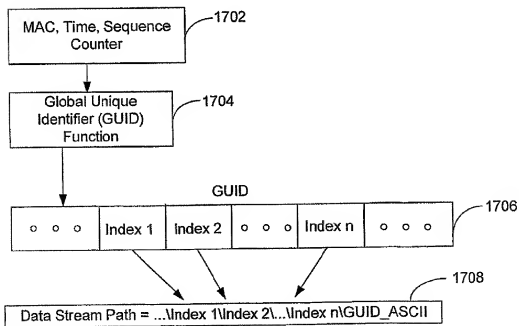 MAC, Time, Sequence
Counter
1702
Global Unique
Identifier (GUID)
Function
1704
GUID
o o o Index 1 Index 2 o o o Index n o o o
1706
1708
Data Stream Path = ...\Index 1\Index 2\...\Index n\GUID_ASCII